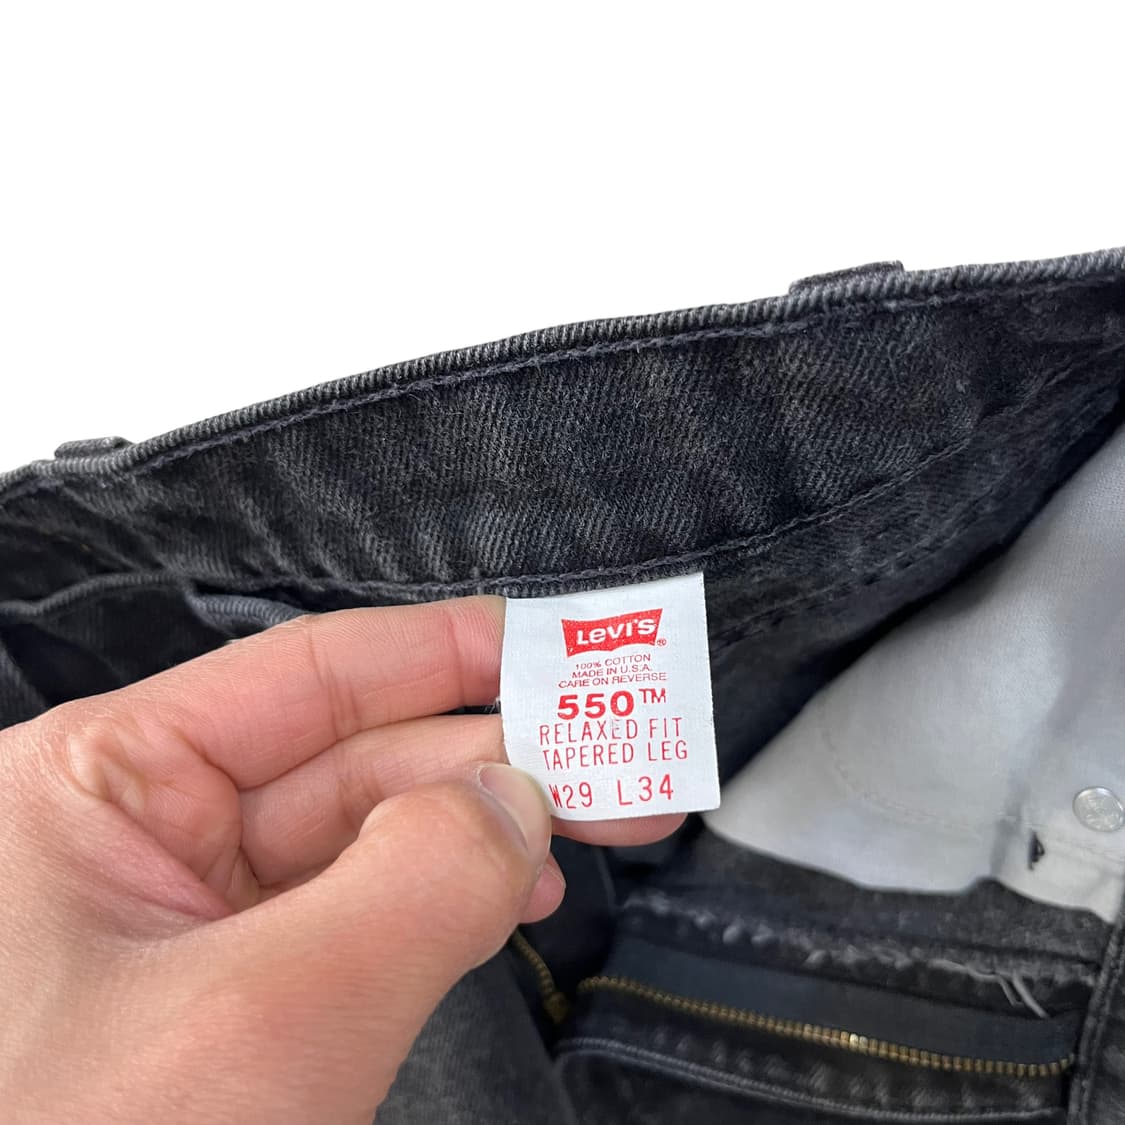 LEVI'S®
100% COTTON
MADE IN U.S.A.
CARE ON REVERSE
550™
RELAXED FIT
TAPERED LEG
W29 L34